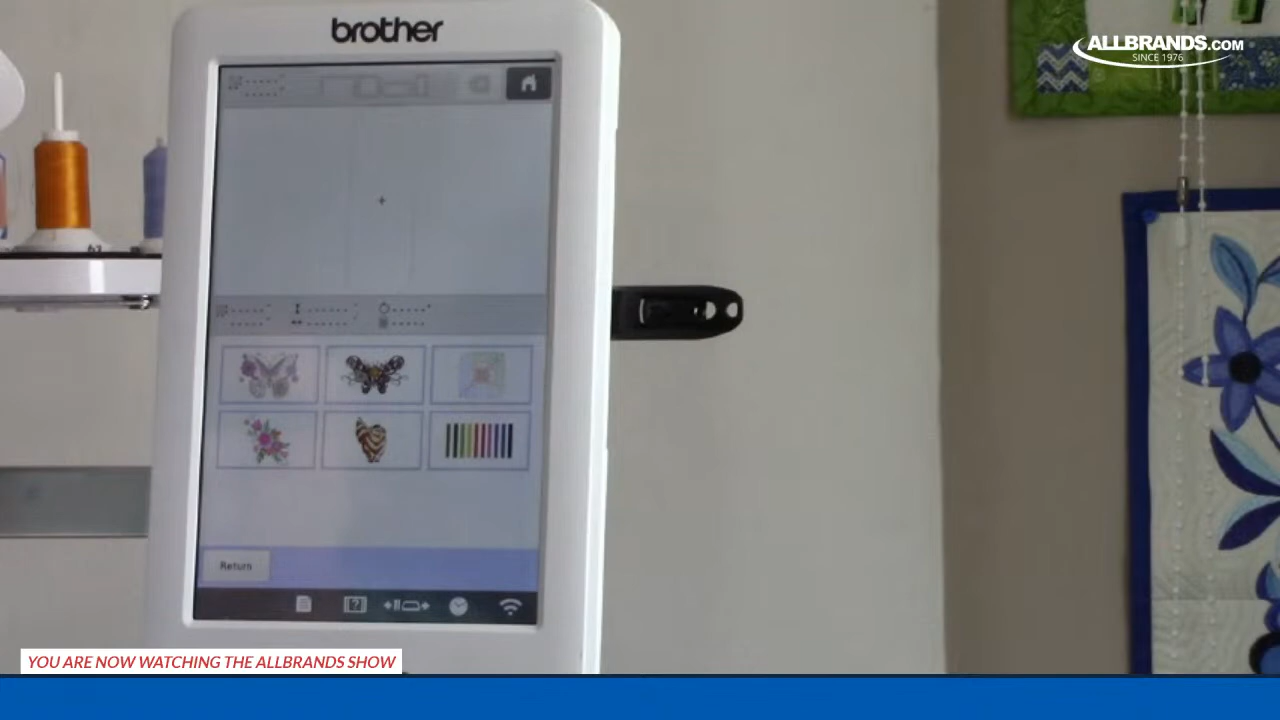 brother
ALLBRANDS.COM
SINCE 1976
Return
YOU ARE NOW WATCHING THE ALLBRANDS SHOW